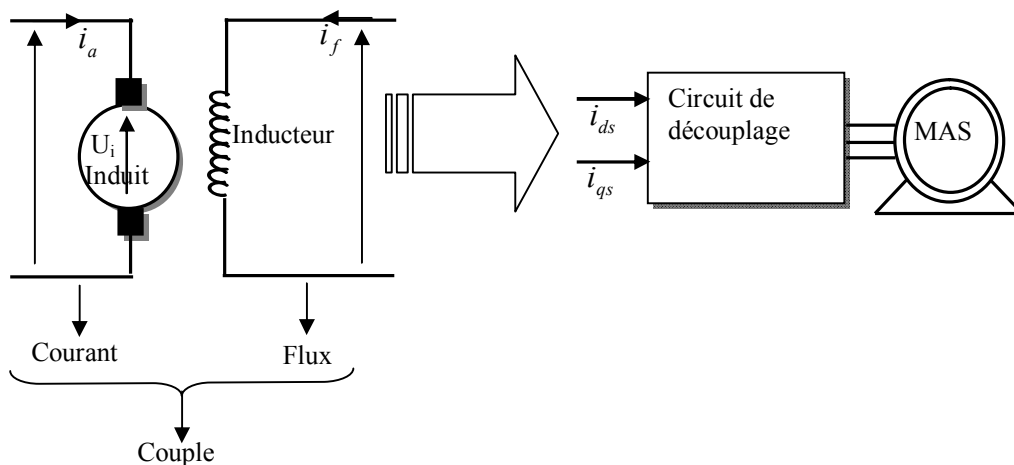 i_a
i_f
U_i
Induit
Inducteur
Courant
Flux
Couple
i_ds
i_qs
Circuit de
découplage
MAS